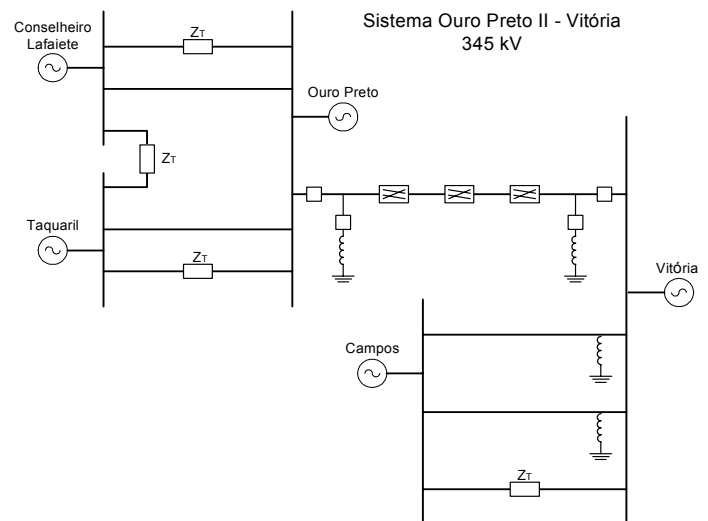 Sistema Ouro Preto II - Vitória
345 kV
Conselheiro
Lafaiete
ZT
Ouro Preto
ZT
Taquaril
ZT
Vitória
Campos
ZT